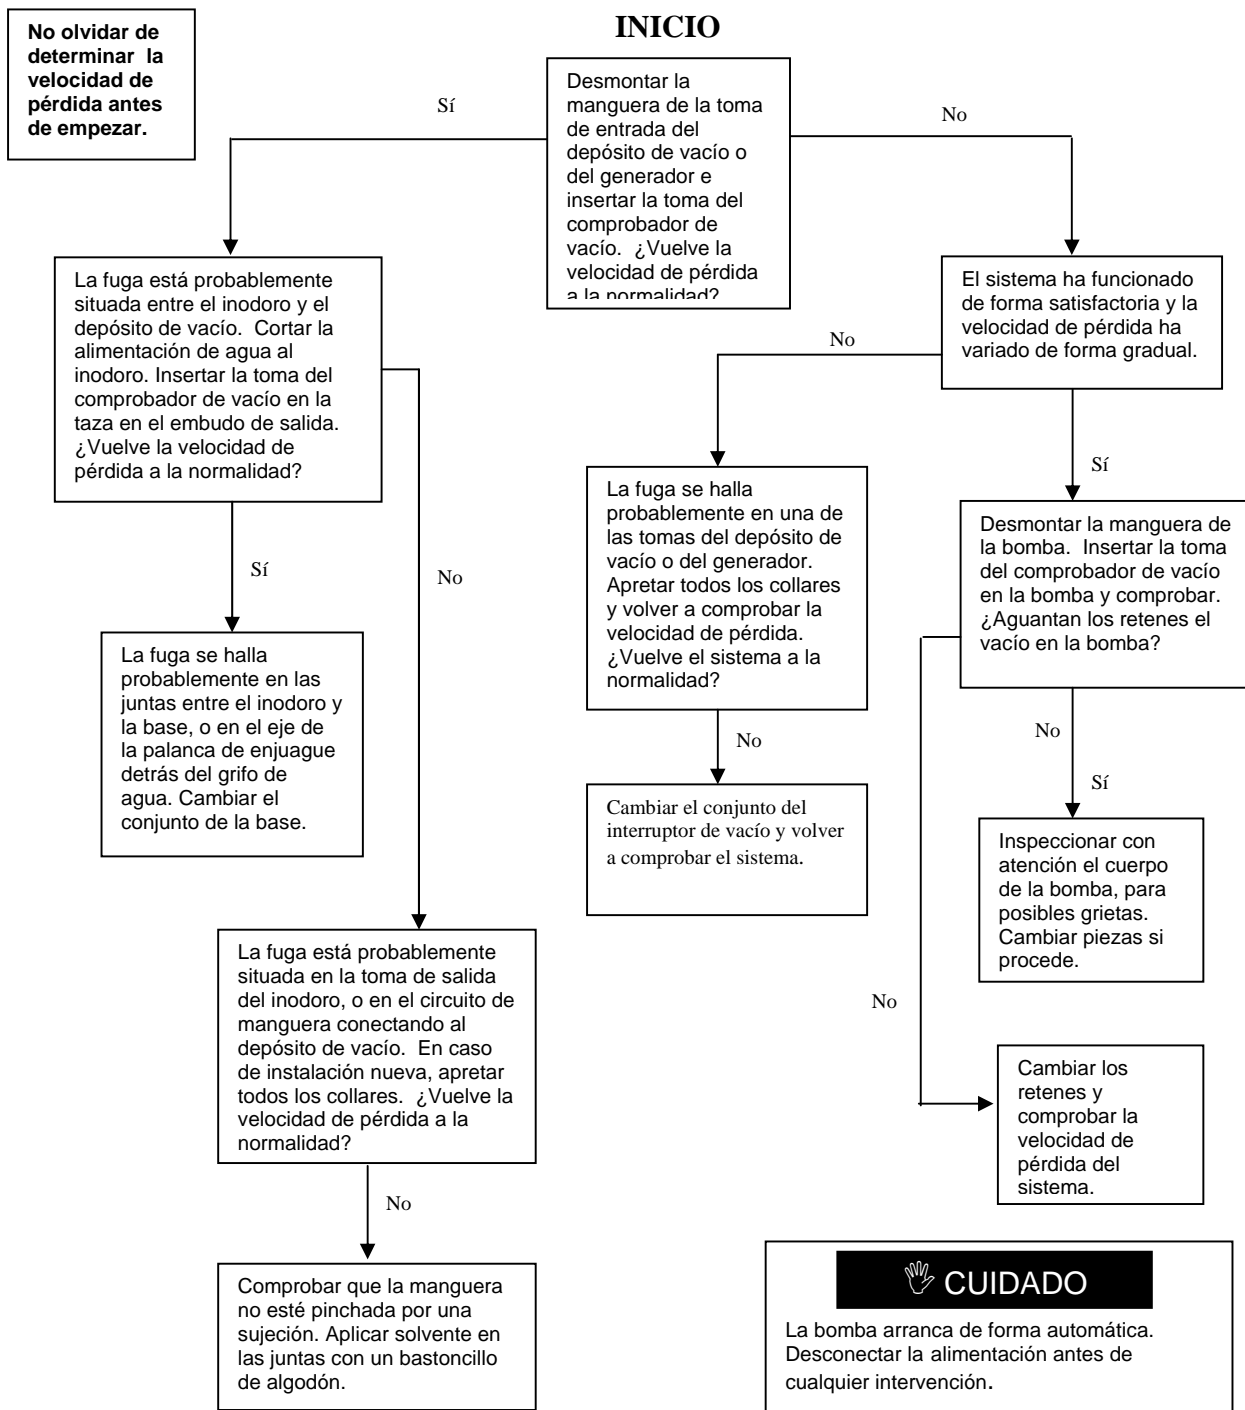 INICIO
No olvidar de
determinar la
velocidad de
pérdida antes
de empezar.
Desmontar la
manguera de la toma
de entrada del
depósito de vacío o
del generador e
insertar la toma del
comprobador de
vacío. ¿Vuelve la
velocidad de pérdida
a la normalidad?
Sí
No
La fuga está probablemente
situada entre el inodoro y el
depósito de vacío. Cortar la
alimentación de agua al
inodoro. Insertar la toma del
comprobador de vacío en la
taza en el embudo de salida.
¿Vuelve la velocidad de
pérdida a la normalidad?
El sistema ha funcionado
de forma satisfactoria y la
velocidad de pérdida ha
variado de forma gradual.
No
Sí
La fuga se halla
probablemente en una de
las tomas del depósito de
vacío o del generador.
Apretar todos los collares
y volver a comprobar la
velocidad de pérdida.
¿Vuelve el sistema a la
normalidad?
Desmontar la manguera de
la bomba. Insertar la toma
del comprobador de vacío
en la bomba y comprobar.
¿Aguantan los retenes el
vacío en la bomba?
Sí
No
La fuga se halla
probablemente en las
juntas entre el inodoro y
la base, o en el eje de
la palanca de enjuague
detrás del grifo de
agua. Cambiar el
conjunto de la base.
No
No
Sí
Cambiar el conjunto del
interruptor de vacío y volver
a comprobar el sistema.
Inspeccionar con
atención el cuerpo
de la bomba, para
posibles grietas.
Cambiar piezas si
procede.
La fuga está probablemente
situada en la toma de salida
del inodoro, o en el circuito de
manguera conectando al
depósito de vacío. En caso
de instalación nueva, apretar
todos los collares. ¿Vuelve la
velocidad de pérdida a la
normalidad?
No
Cambiar los
retenes y
comprobar la
velocidad de
pérdida del
sistema.
No
Comprobar que la manguera
no esté pinchada por una
sujeción. Aplicar solvente en
las juntas con un bastoncillo
de algodón.
CUIDADO
La bomba arranca de forma automática.
Desconectar la alimentación antes de
cualquier intervención.